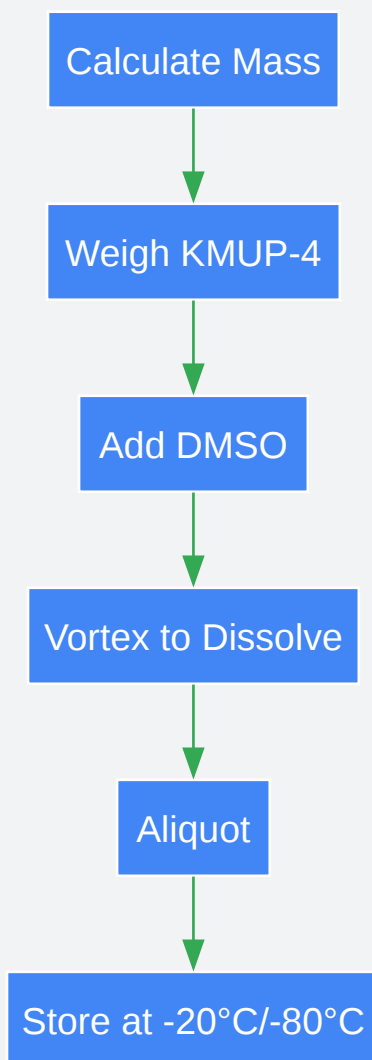 Calculate Mass
Weigh KMUP-4
Add DMSO
Vortex to Dissolve
Aliquot
Store at -20°C/-80°C